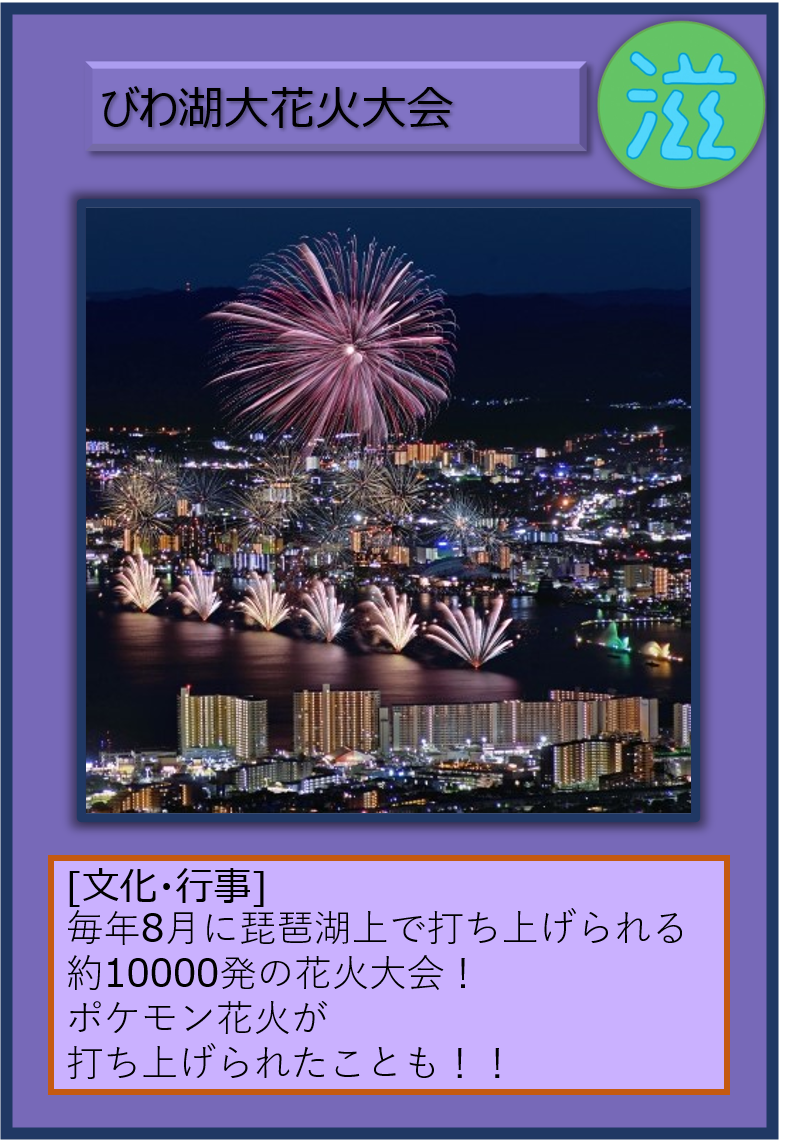 びわ湖大花火大会
滋
[文化･行事]
毎年8月に琵琶湖上で打ち上げられる
約10000発の花火大会！
ポケモン花火が
打ち上げられたことも！！